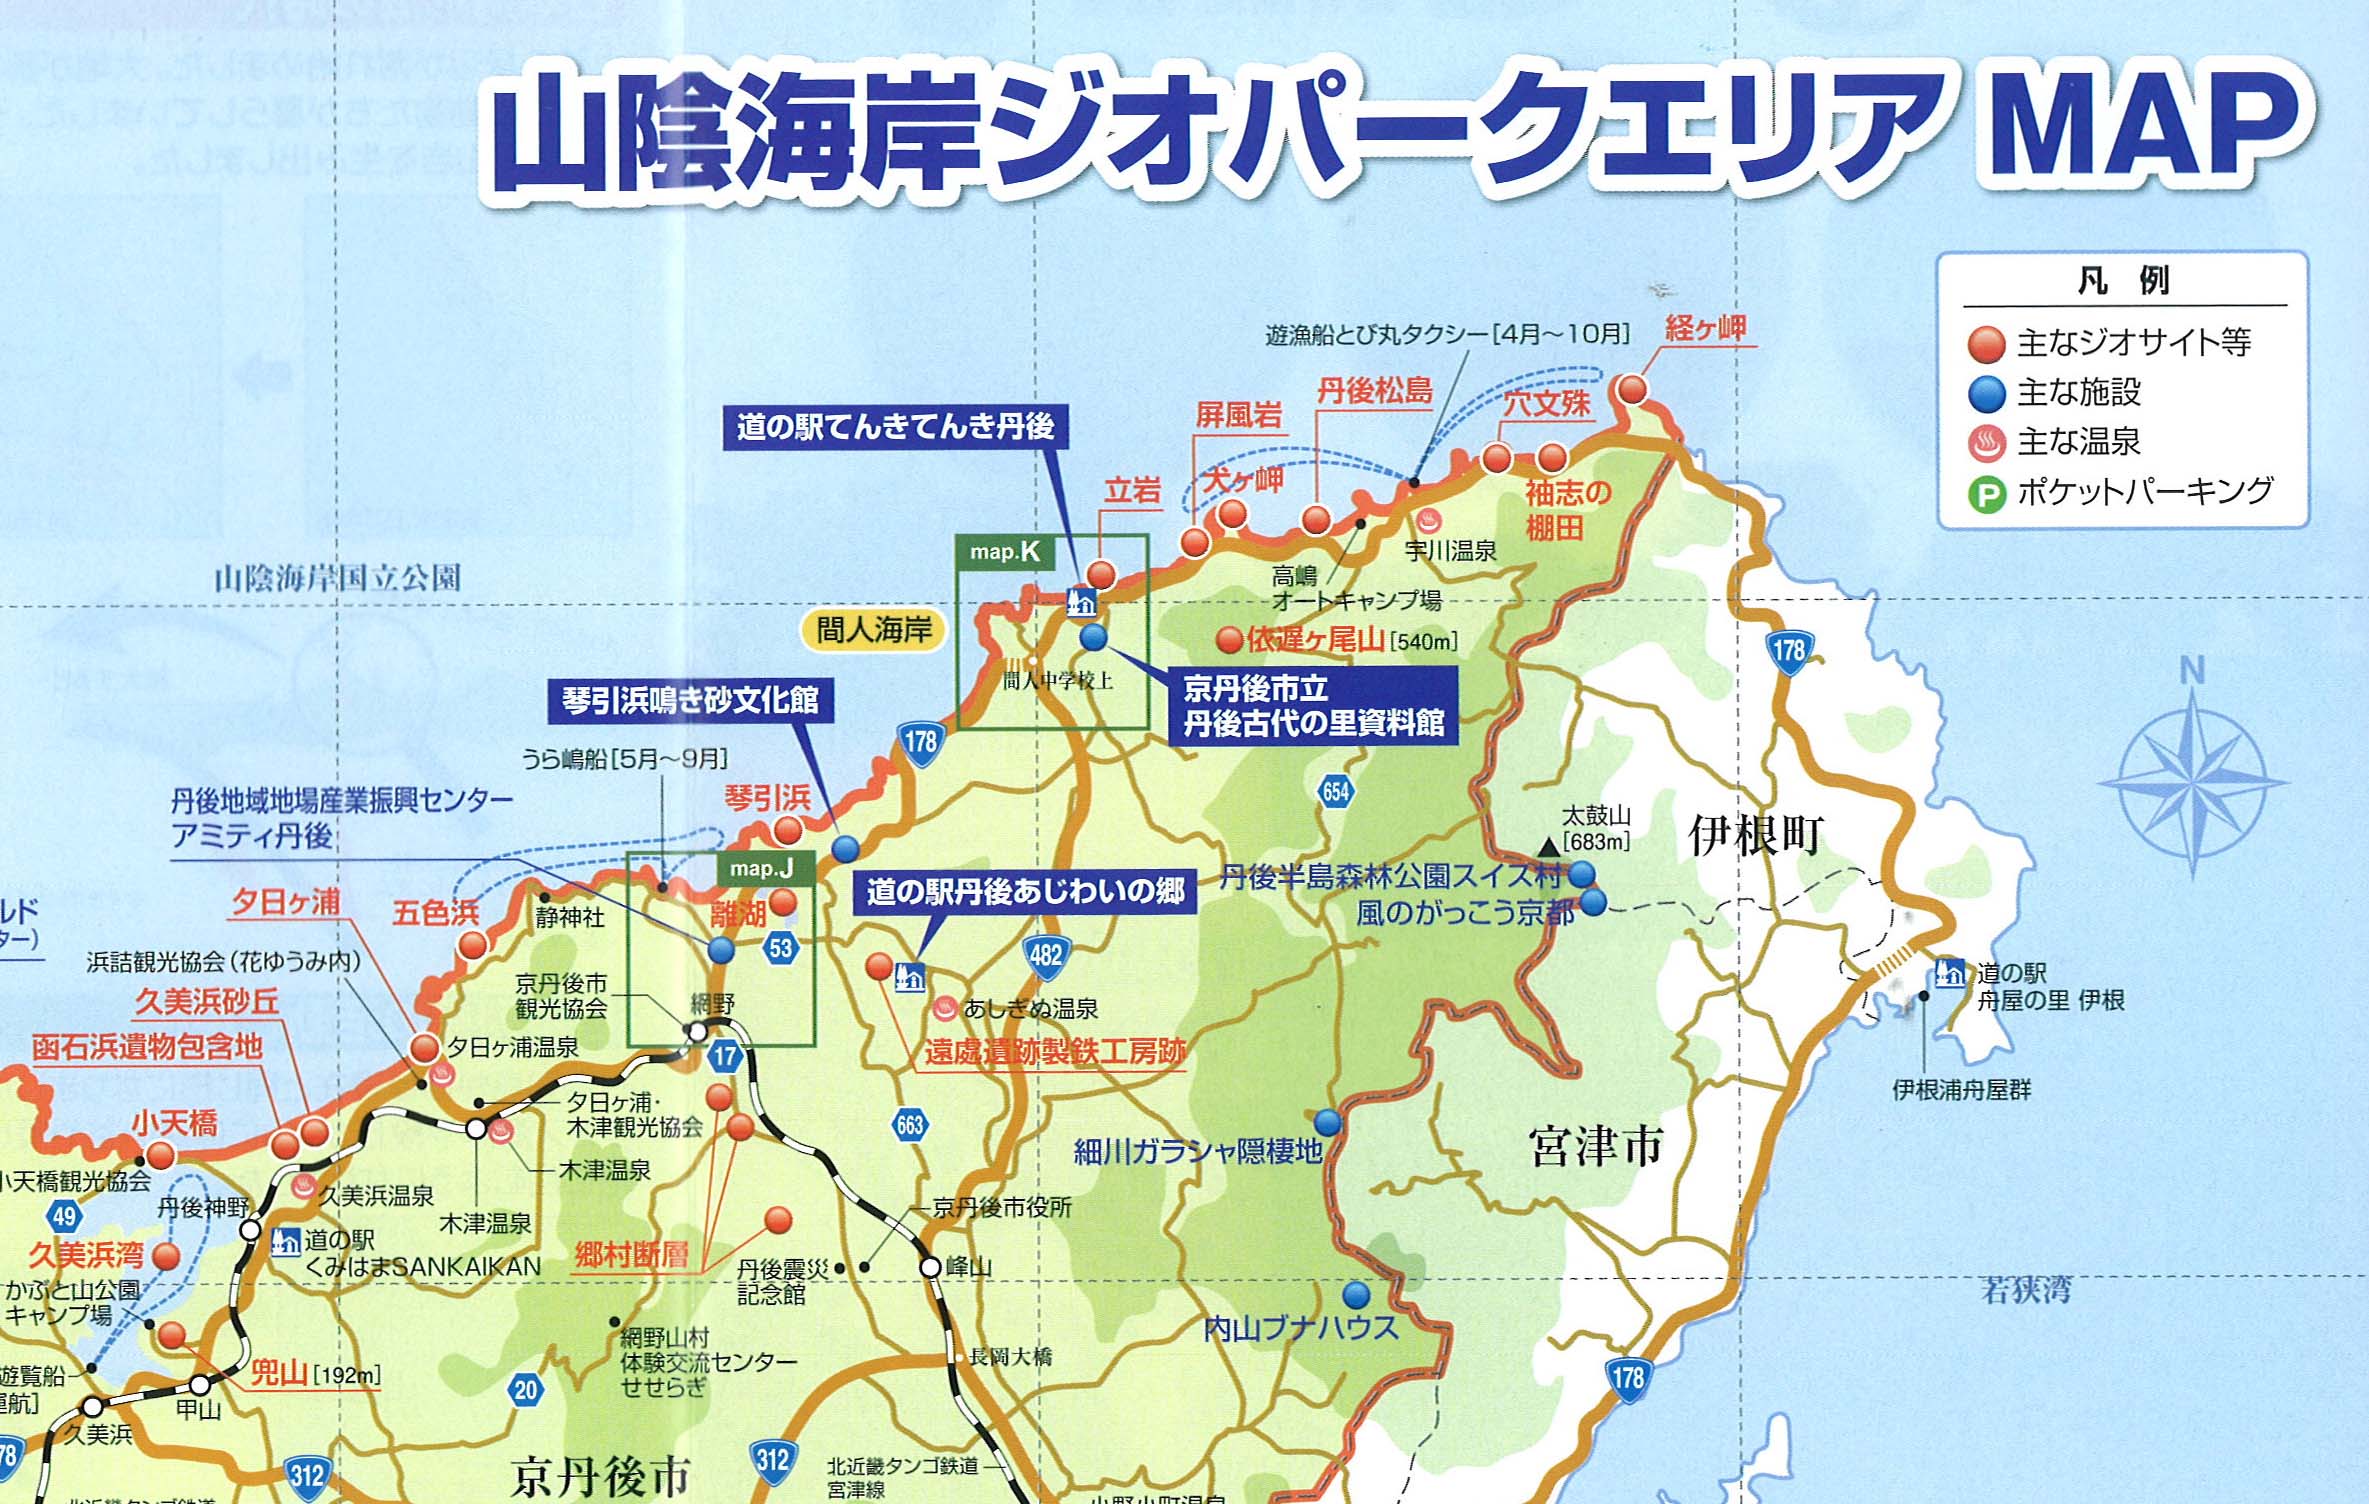 山陰海岸ジオパークエリア MAP
凡 例
主なジオサイト等
主な施設
主な温泉
P ポケットパーキング
遊漁船とび丸タクシー[4月〜10月]
経ヶ岬
丹後松島
穴文殊
屏風岩
道の駅てんきてんき丹後
犬ヶ岬
立岩
袖志の
棚田
map.K
宇川温泉
高嶋
オートキャンプ場
山陰海岸国立公園
間人海岸
依遅ヶ尾山[540m]
178
N
間人中学校上
京丹後市立
丹後古代の里資料館
琴引浜鳴き砂文化館
178
うら嶋船[5月〜9月]
丹後地域地場産業振興センター
アミティ丹後
琴引浜
654
太鼓山
[683m]
伊根町
map.J
丹後半島森林公園スイス村
風のがっこう京都
道の駅丹後あじわいの郷
夕日ヶ浦
五色浜
静神社
離湖
53
482
ルド
ター)
浜詰観光協会(花ゆうみ内)
京丹後市
観光協会
網野
あしぎぬ温泉
道の駅
舟屋の里 伊根
久美浜砂丘
函石浜遺物包含地
夕日ヶ浦温泉
17
遠處遺跡製鉄工房跡
伊根浦舟屋群
小天橋
夕日ヶ浦・
木津観光協会
663
細川ガラシャ隠棲地
宮津市
小天橋観光協会
木津温泉
49
丹後神野
久美浜温泉
木津温泉
京丹後市役所
久美浜湾
道の駅
くみはまSANKAIKAN
郷村断層
丹後震災
記念館
峰山
若狭湾
かぶと山公園
キャンプ場
内山ブナハウス
網野山村
体験交流センター
せせらぎ
長岡大橋
遊覧船
運航]
兜山[192m]
20
178
甲山
久美浜
78
312
京丹後市
312
北近畿タンゴ鉄道
宮津線
北近畿タンゴ鉄道
小野小町温泉